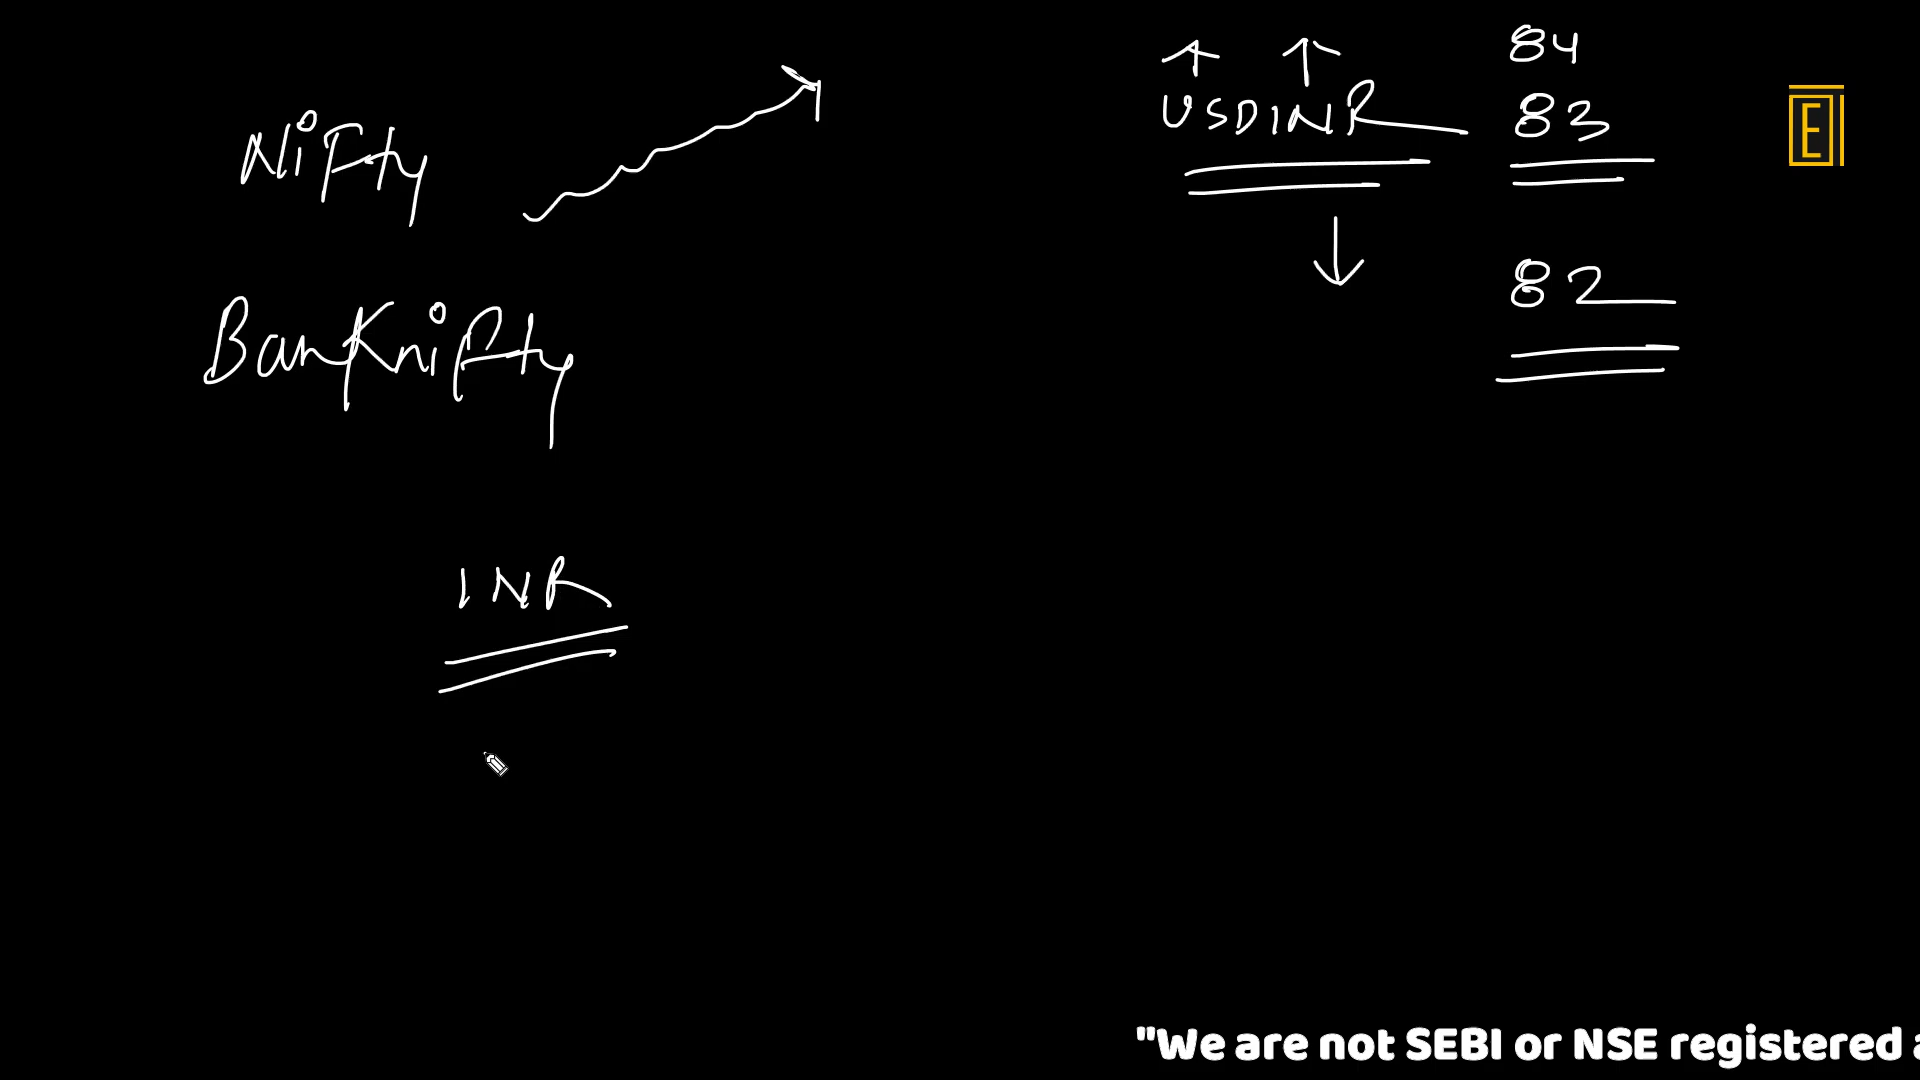 Nifty
BankNifty
INR
84
USDINR 83
82
E
"We are not SEBI or NSE registered a